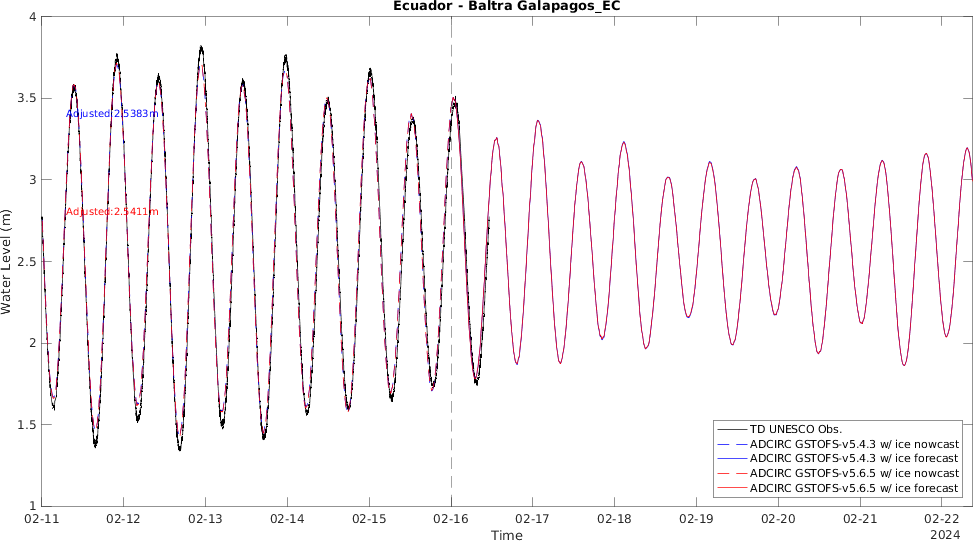 Ecuador - Baltra Galapagos_EC
4
3.5
3
2.5
2
1.5
1
Water Level (m)
Adjusted:2.5383m
Adjusted:2.5411m
TD UNESCO Obs.
ADCIRC GSTOFS-v5.4.3 w/ ice nowcast
ADCIRC GSTOFS-v5.4.3 w/ ice forecast
ADCIRC GSTOFS-v5.6.5 w/ ice nowcast
ADCIRC GSTOFS-v5.6.5 w/ ice forecast
02-11 02-12 02-13 02-14 02-15 02-16 02-17 02-18 02-19 02-20 02-21 02-22
Time
2024